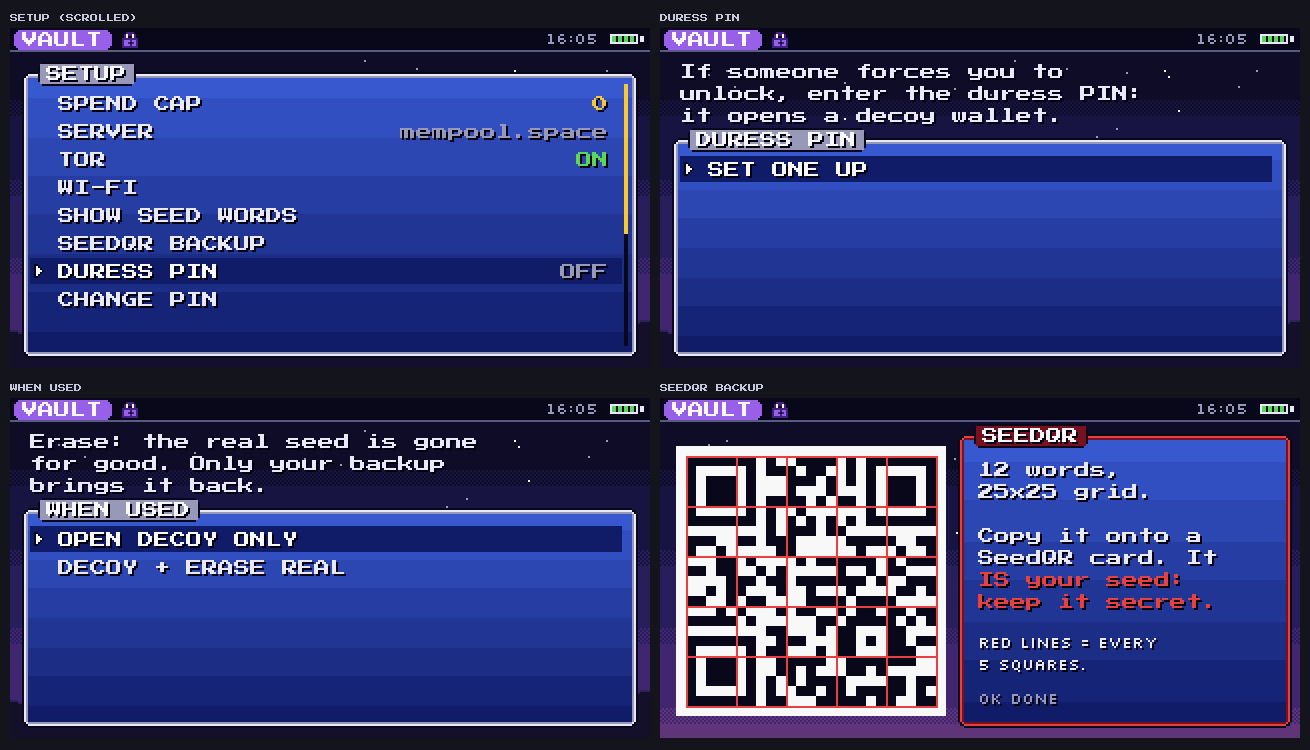 SETUP (SCROLLED)
VAULT
16:05
SETUP
SPEND CAP 0
SERVER mempool.space
TOR ON
WI-FI
SHOW SEED WORDS
SEEDQR BACKUP
DURESS PIN OFF
CHANGE PIN
DURESS PIN
VAULT
16:05
If someone forces you to
unlock, enter the duress PIN:
it opens a decoy wallet.
DURESS PIN
SET ONE UP
WHEN USED
VAULT
16:05
Erase: the real seed is gone
for good. Only your backup
brings it back.
WHEN USED
OPEN DECOY ONLY
DECOY + ERASE REAL
SEEDQR BACKUP
VAULT
16:05
SEEDQR
12 words,
25x25 grid.
Copy it onto a
SeedQR card. It
IS your seed:
keep it secret.
RED LINES = EVERY
5 SQUARES.
OK DONE